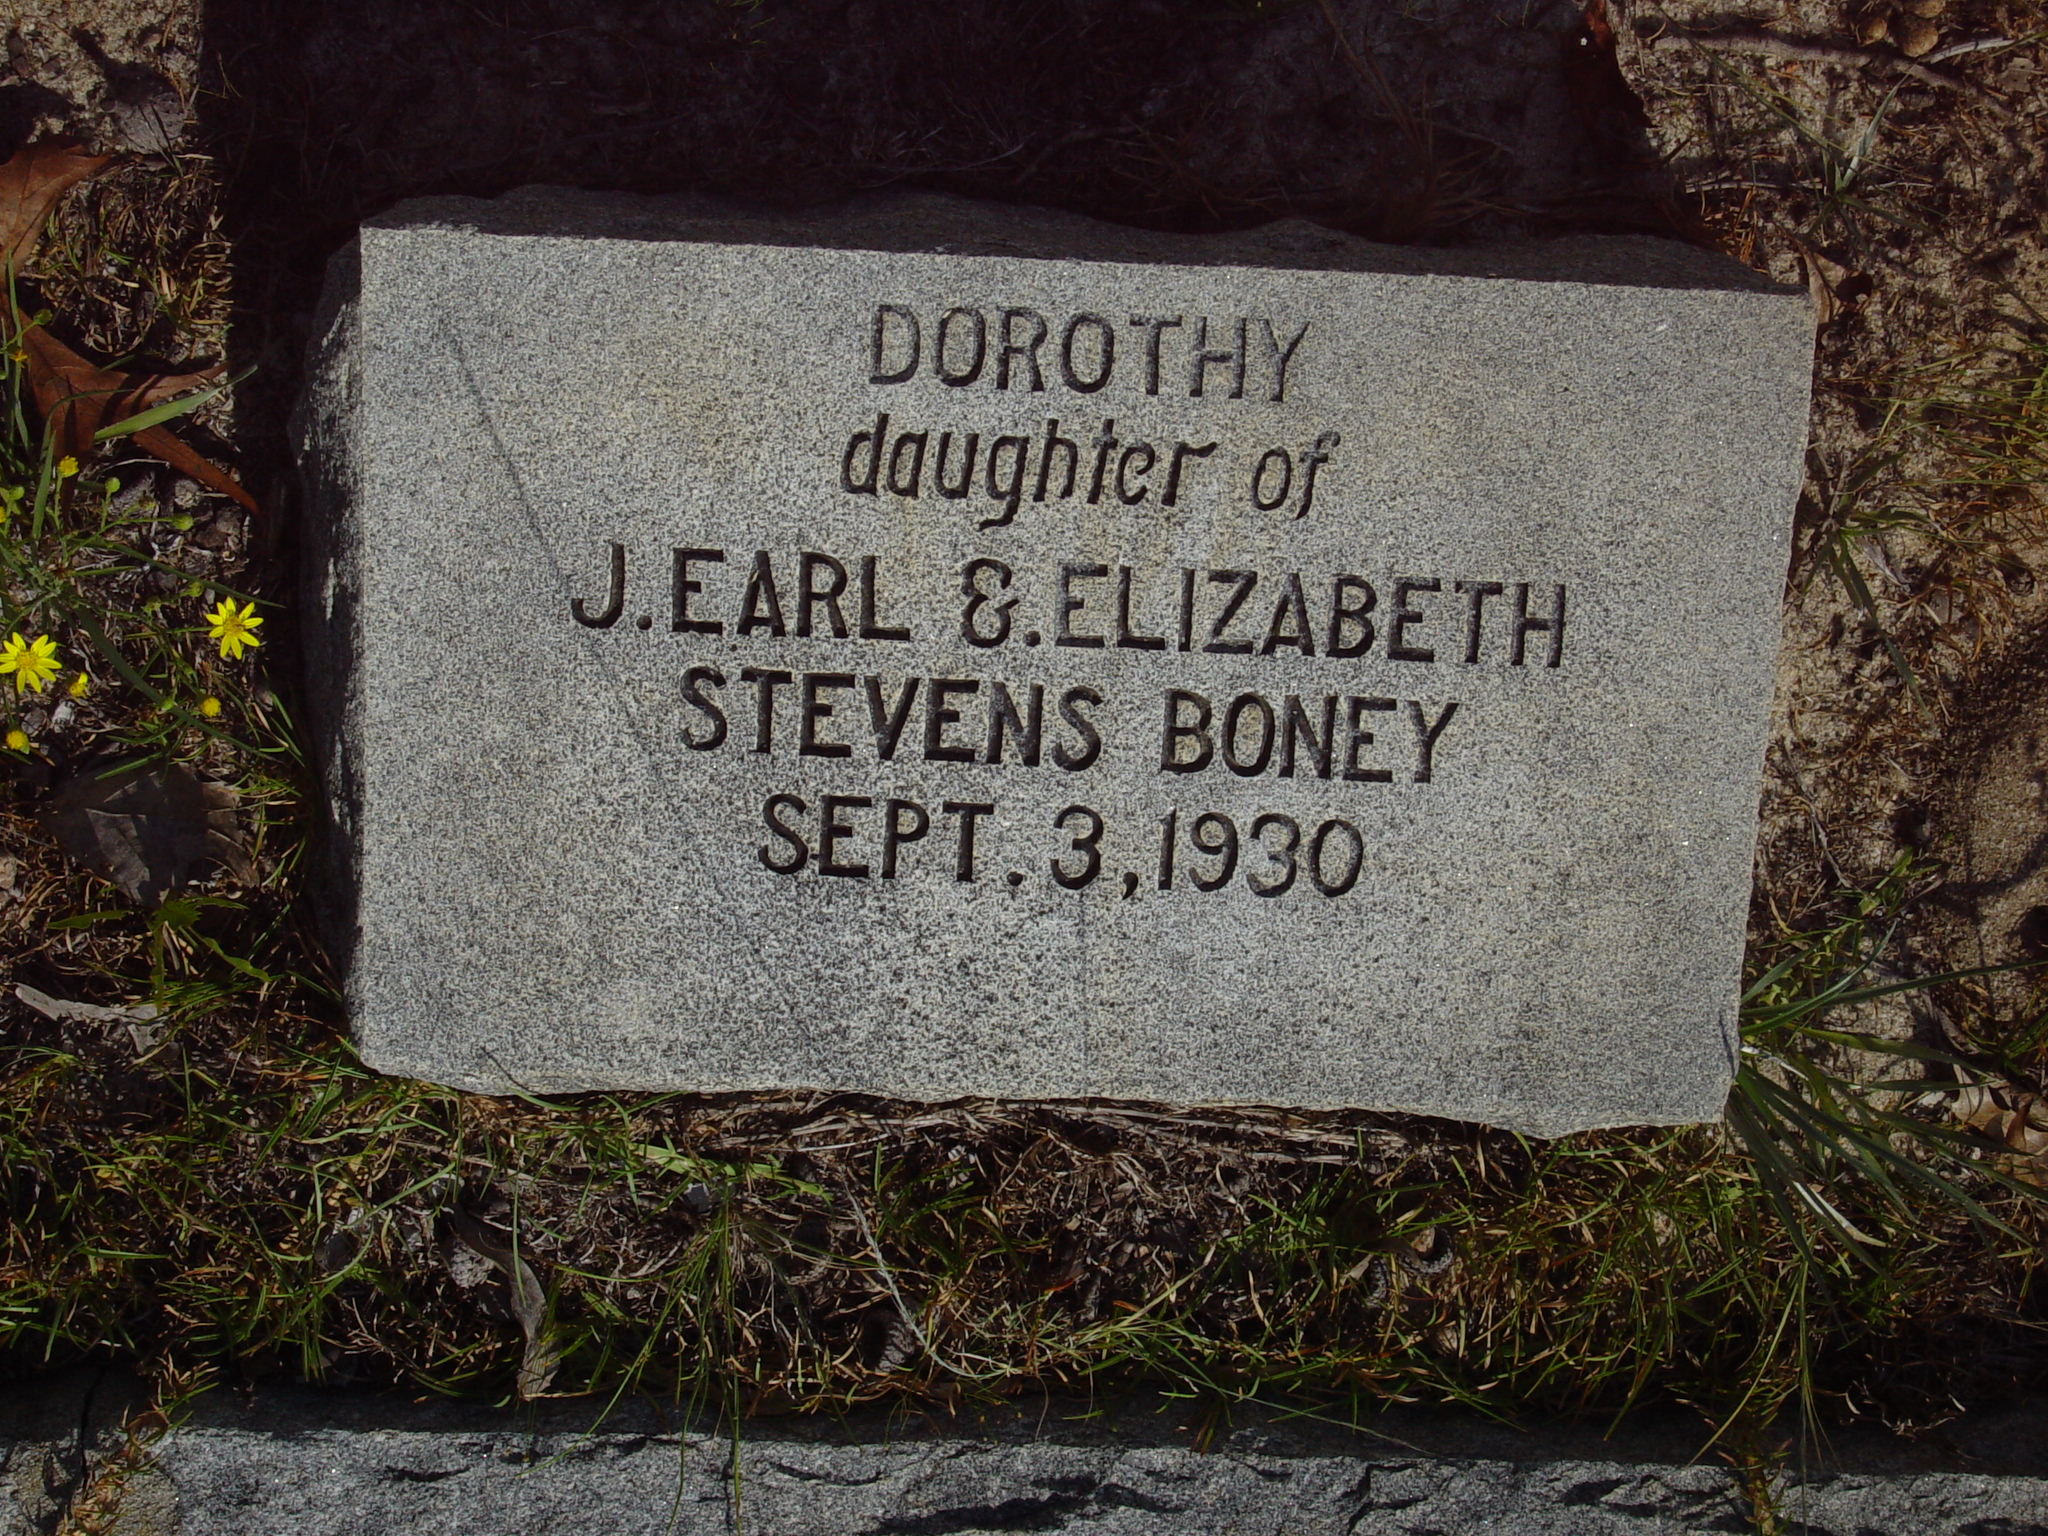 DOROTHY
daughter of
J. EARL &. ELIZABETH
STEVENS BONEY
SEPT. 3, 1930